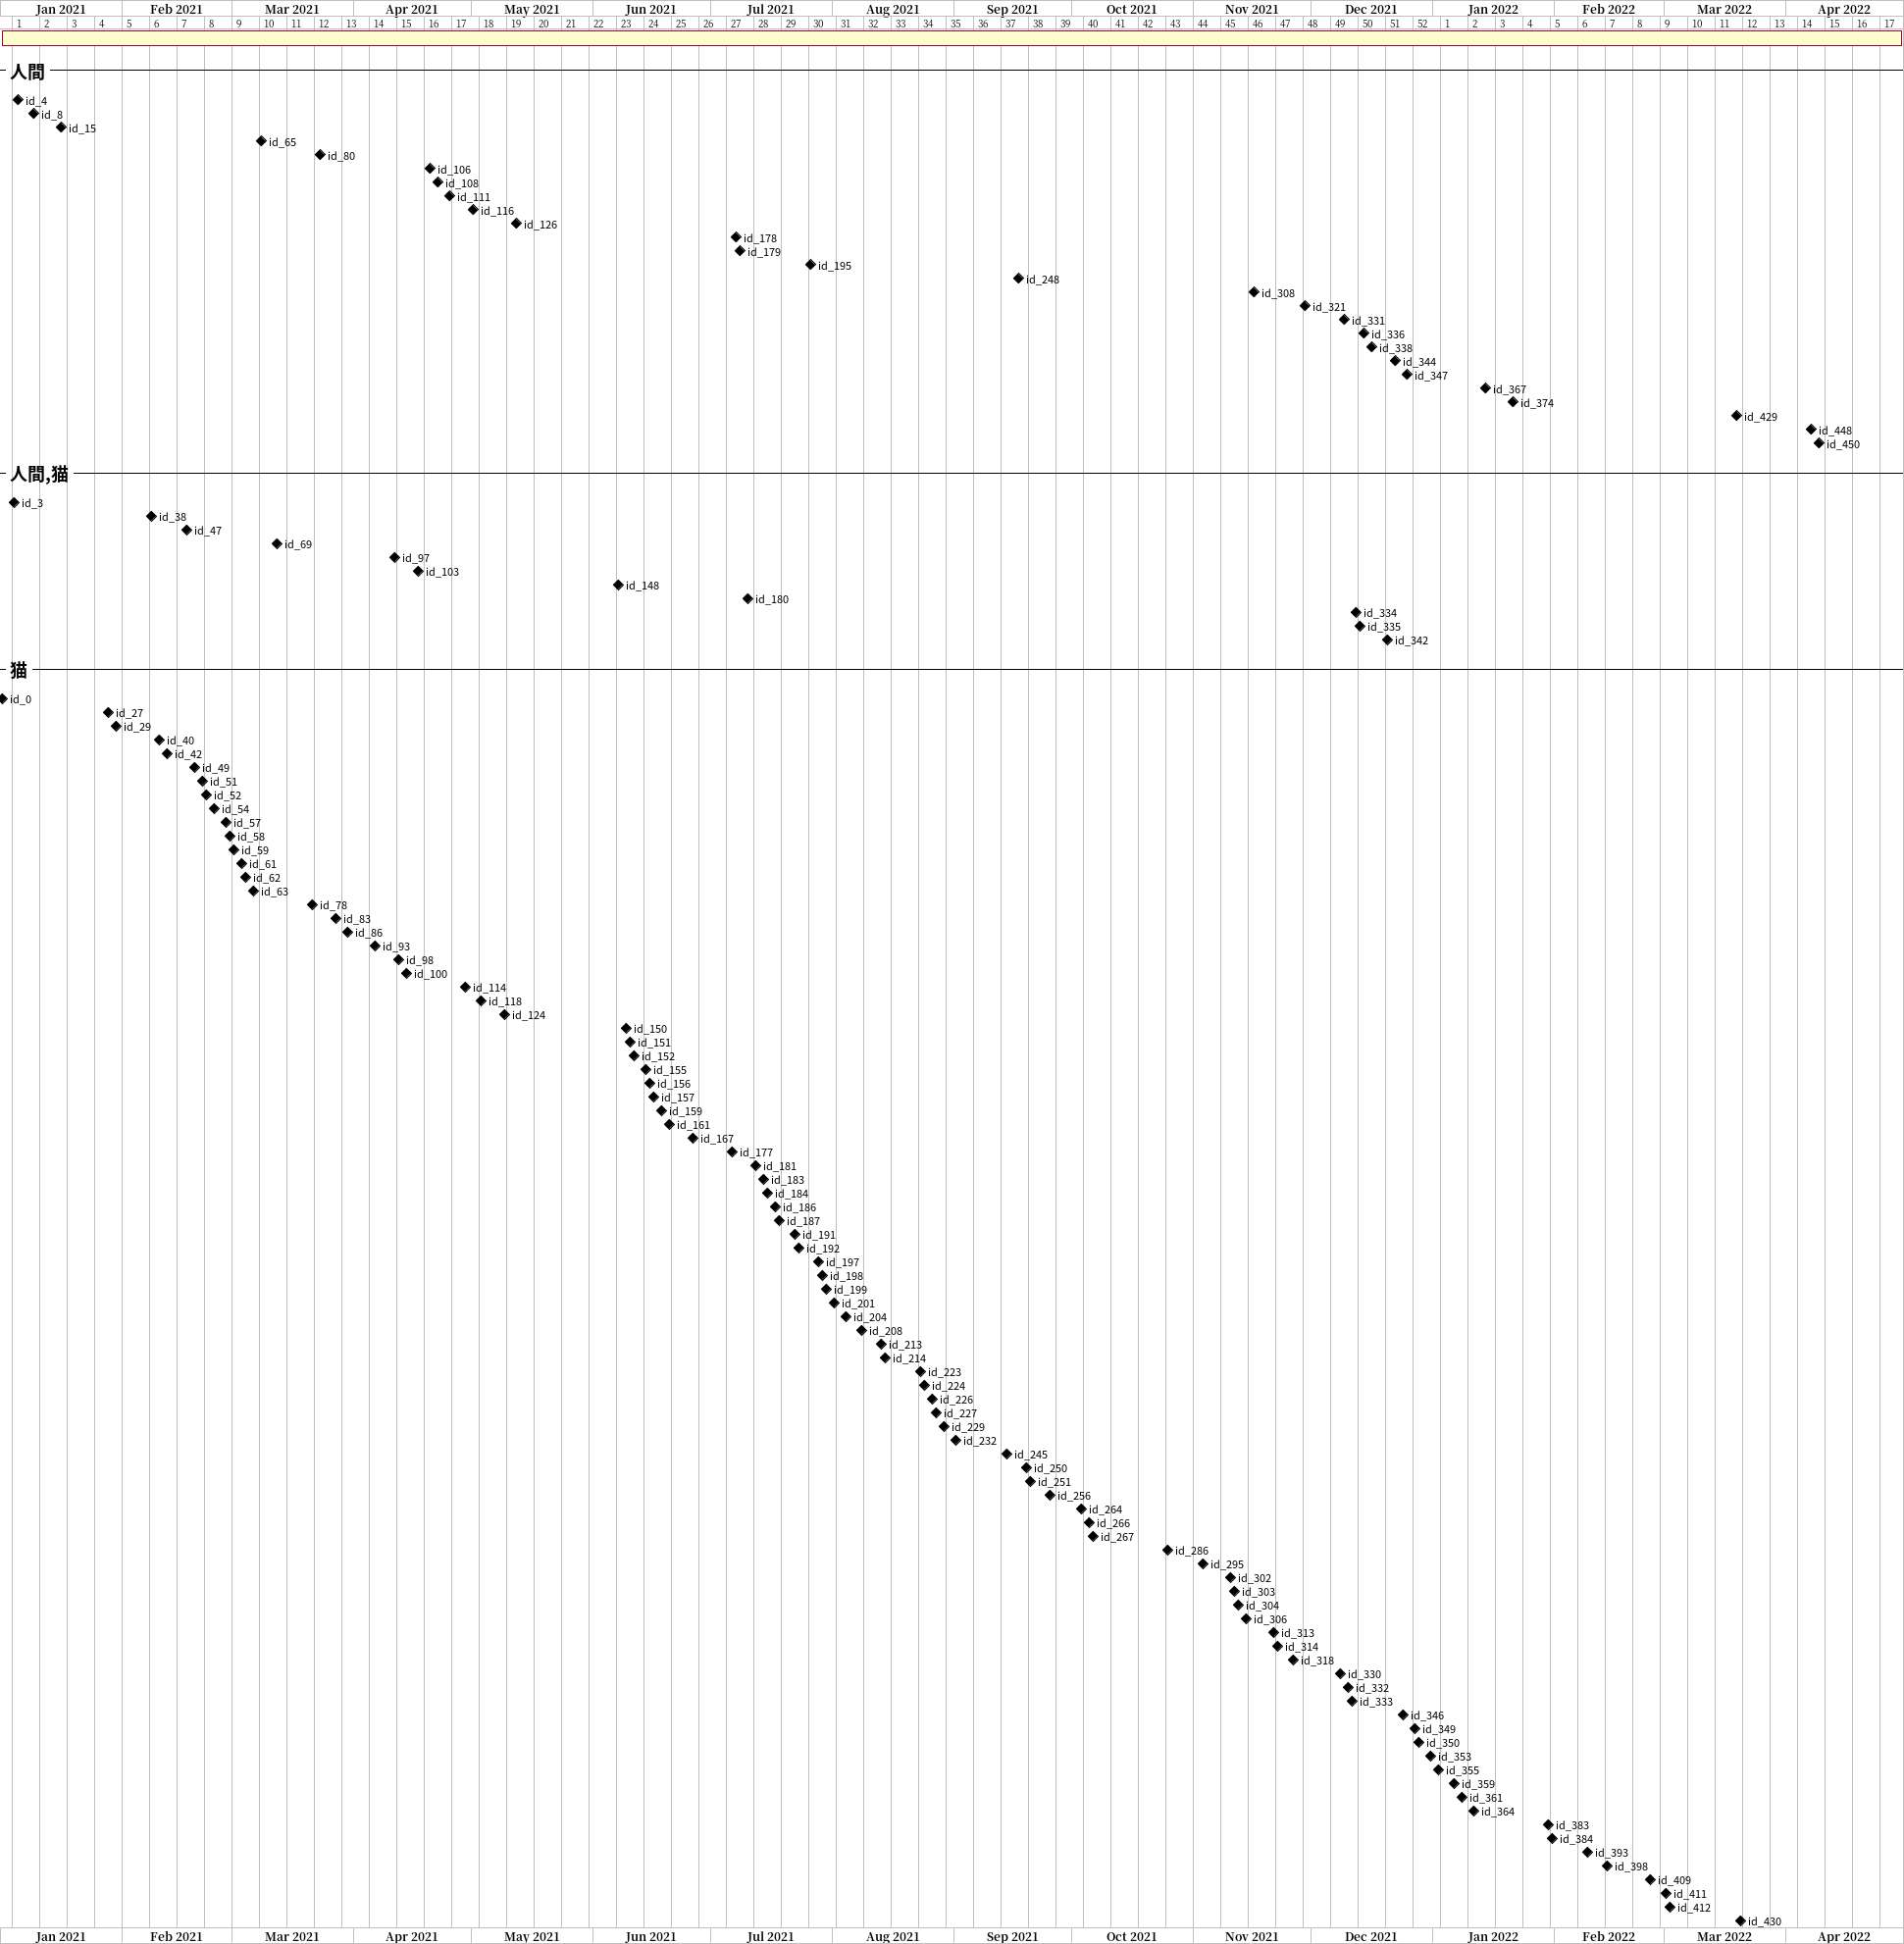 Jan 2021 Feb 2021 Mar 2021 Apr 2021 May 2021 Jun 2021 Jul 2021 Aug 2021 Sep 2021 Oct 2021 Nov 2021 Dec 2021 Jan 2022 Feb 2022 Mar 2022 Apr 2022
1 2 3 4 5 6 7 8 9 10 11 12 13 14 15 16 17 18 19 20 21 22 23 24 25 26 27 28 29 30 31 32 33 34 35 36 37 38 39 40 41 42 43 44 45 46 47 48 49 50 51 52 1 2 3 4 5 6 7 8 9 10 11 12 13 14 15 16 17
人間
id_4
id_8
id_15
id_65
id_80
id_106
id_108
id_111
id_116
id_126
id_178
id_179
id_195
id_248
id_308
id_321
id_331
id_336
id_338
id_344
id_347
id_367
id_374
id_429
id_448
id_450
人間,猫
id_3
id_38
id_47
id_69
id_97
id_103
id_148
id_180
id_334
id_335
id_342
猫
id_0
id_27
id_29
id_40
id_42
id_49
id_51
id_52
id_54
id_57
id_58
id_59
id_61
id_62
id_63
id_78
id_83
id_86
id_93
id_98
id_100
id_114
id_118
id_124
id_150
id_151
id_152
id_155
id_156
id_157
id_159
id_161
id_167
id_177
id_181
id_183
id_184
id_186
id_187
id_191
id_192
id_197
id_198
id_199
id_201
id_204
id_208
id_213
id_214
id_223
id_224
id_226
id_227
id_229
id_232
id_245
id_250
id_251
id_256
id_264
id_266
id_267
id_286
id_295
id_302
id_303
id_304
id_306
id_313
id_314
id_318
id_330
id_332
id_333
id_346
id_349
id_350
id_353
id_355
id_359
id_361
id_364
id_383
id_384
id_393
id_398
id_409
id_411
id_412
id_430
Jan 2021 Feb 2021 Mar 2021 Apr 2021 May 2021 Jun 2021 Jul 2021 Aug 2021 Sep 2021 Oct 2021 Nov 2021 Dec 2021 Jan 2022 Feb 2022 Mar 2022 Apr 2022